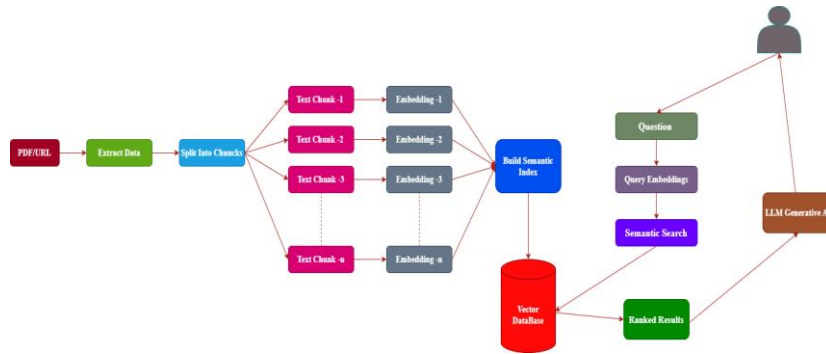 PDF/URL
Extract Data
Split Into Chuncks
Text Chunk -1
Embedding -1
Text Chunk -2
Embedding -2
Text Chunk -3
Embedding -3
Text Chunk -n
Embedding -n
Build Semantic
Index
Vector
DataBase
Question
Query Embeddings
Semantic Search
Ranked Results
LLM Generative A